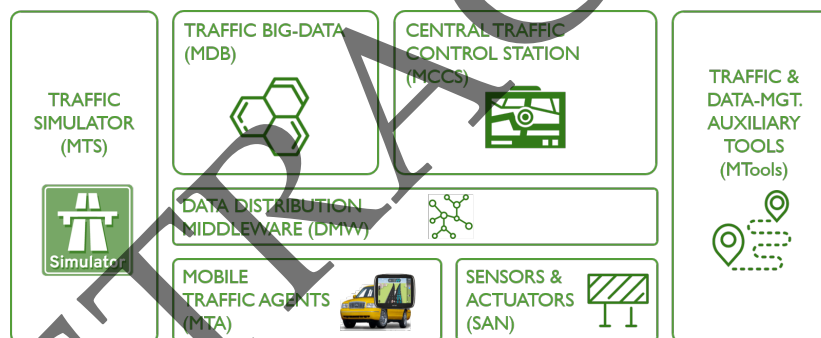 TRAFFIC
SIMULATOR
(MTS)
Simulator
TRAFFIC BIG-DATA
(MDB)
CENTRAL TRAFFIC
CONTROL STATION
(MCCS)
TRAFFIC &
DATA-MGT.
AUXILIARY
TOOLS
(MTools)
DATA DISTRIBUTION
MIDDLEWARE (DMW)
MOBILE
TRAFFIC AGENTS
(MTA)
SENSORS &
ACTUATORS
(SAN)